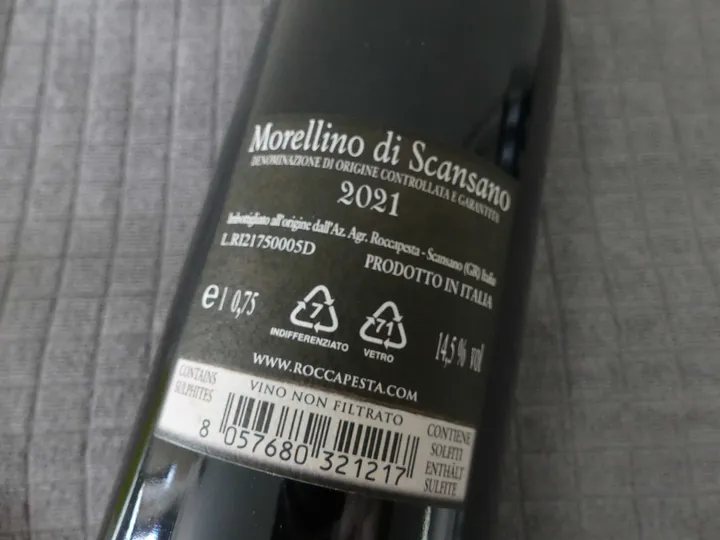 Morellino di Scansano
DENOMINAZIONE DI ORIGINE CONTROLLATA E GARANTITA
2021
Imbottigliato all'origine dall'Az. Agr. Roccapesta - Scansano (GR) Italia
L.RI21750005D
PRODOTTO IN ITALIA
e l 0,75
7
INDIFFERENZIATO
71
VETRO
14,5 % vol
WWW.ROCCAPESTA.COM
CONTAINS
SULPHITES
VINO NON FILTRATO
8 057680 321217
CONTIENE
SOLFITI
ENTHÄLT
SULFITE